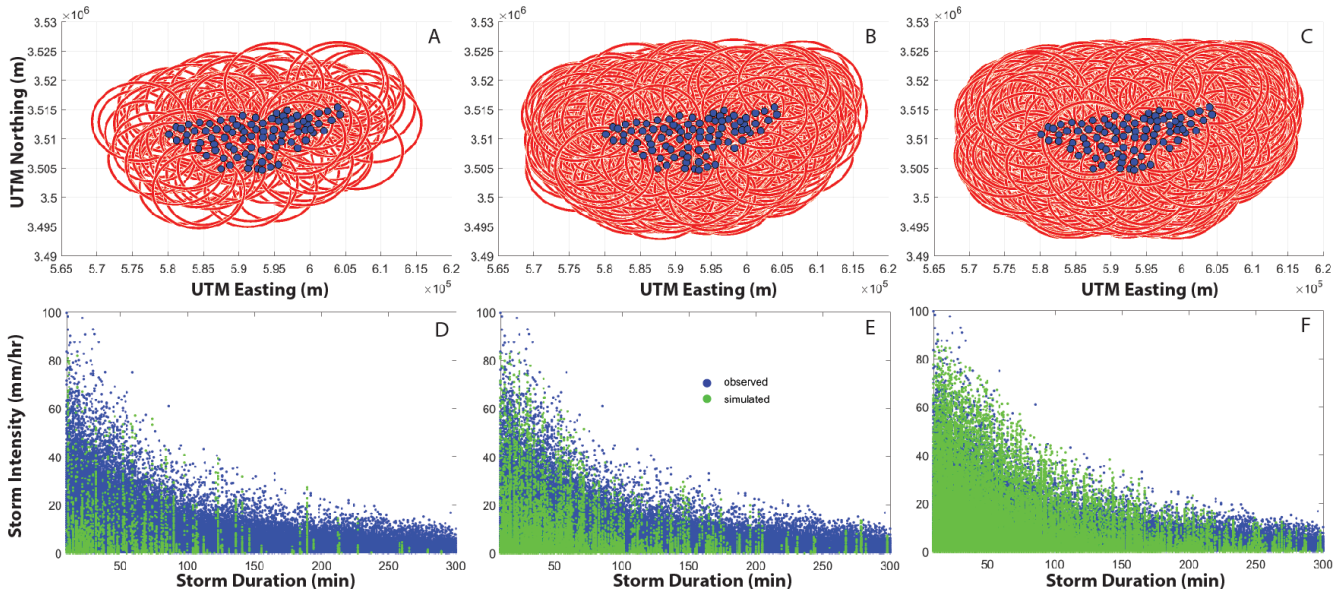 ×10⁶ ×10⁶ ×10⁶
A B C
3.53 3.53 3.53
3.525 3.525 3.525
3.52 3.52 3.52
3.515 3.515 3.515
3.51 3.51 3.51
3.505 3.505 3.505
3.5 3.5 3.5
3.495 3.495 3.495
3.49 3.49 3.49
UTM Northing (m)
5.65 5.7 5.75 5.8 5.85 5.9 5.95 6 6.05 6.1 6.15 6.2
5.65 5.7 5.75 5.8 5.85 5.9 5.95 6 6.05 6.1 6.15 6.2
5.65 5.7 5.75 5.8 5.85 5.9 5.95 6 6.05 6.1 6.15 6.2
UTM Easting (m) ×10⁵ UTM Easting (m) ×10⁵ UTM Easting (m) ×10⁵
D E F
100 100 100
80 80 80
60 60 60
40 40 40
20 20 20
0 0 0
Storm Intensity (mm/hr)
observed
simulated
50 100 150 200 250 300
50 100 150 200 250 300
50 100 150 200 250 300
Storm Duration (min) Storm Duration (min) Storm Duration (min)